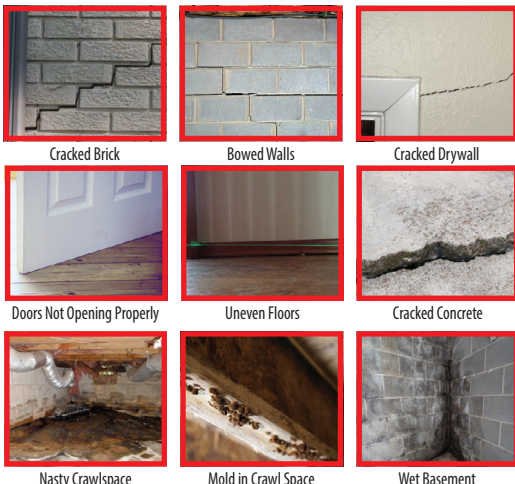 Cracked Brick
Bowed Walls
Cracked Drywall
Doors Not Opening Properly
Uneven Floors
Cracked Concrete
Nasty Crawlspace
Mold in Crawl Space
Wet Basement